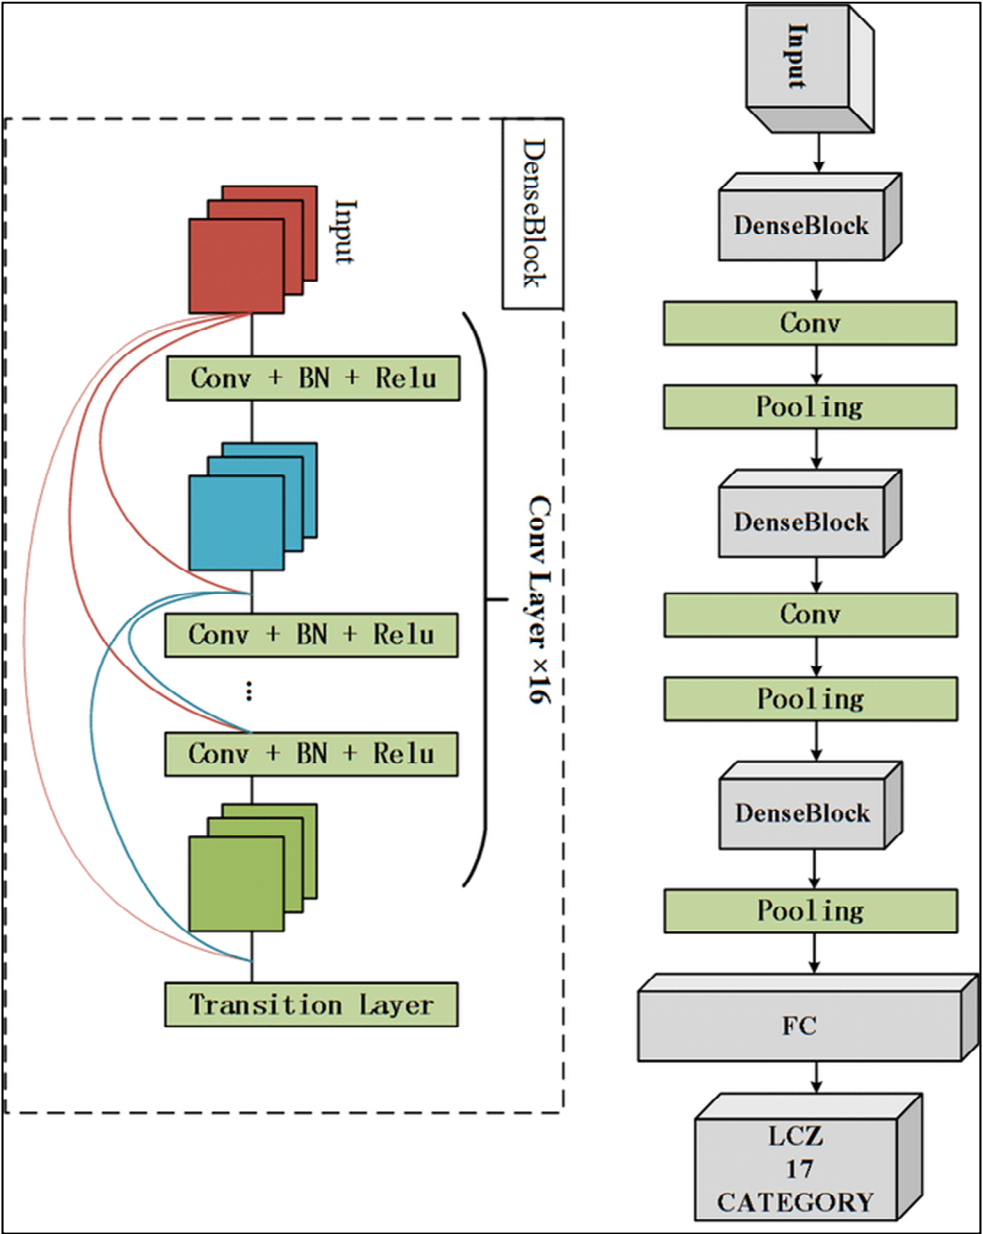 DenseBlock
Input
Conv + BN + Relu
Conv + BN + Relu
...
Conv + BN + Relu
Transition Layer
Conv Layer ×16
Input
DenseBlock
Conv
Pooling
DenseBlock
Conv
Pooling
DenseBlock
Pooling
FC
LCZ
17
CATEGORY